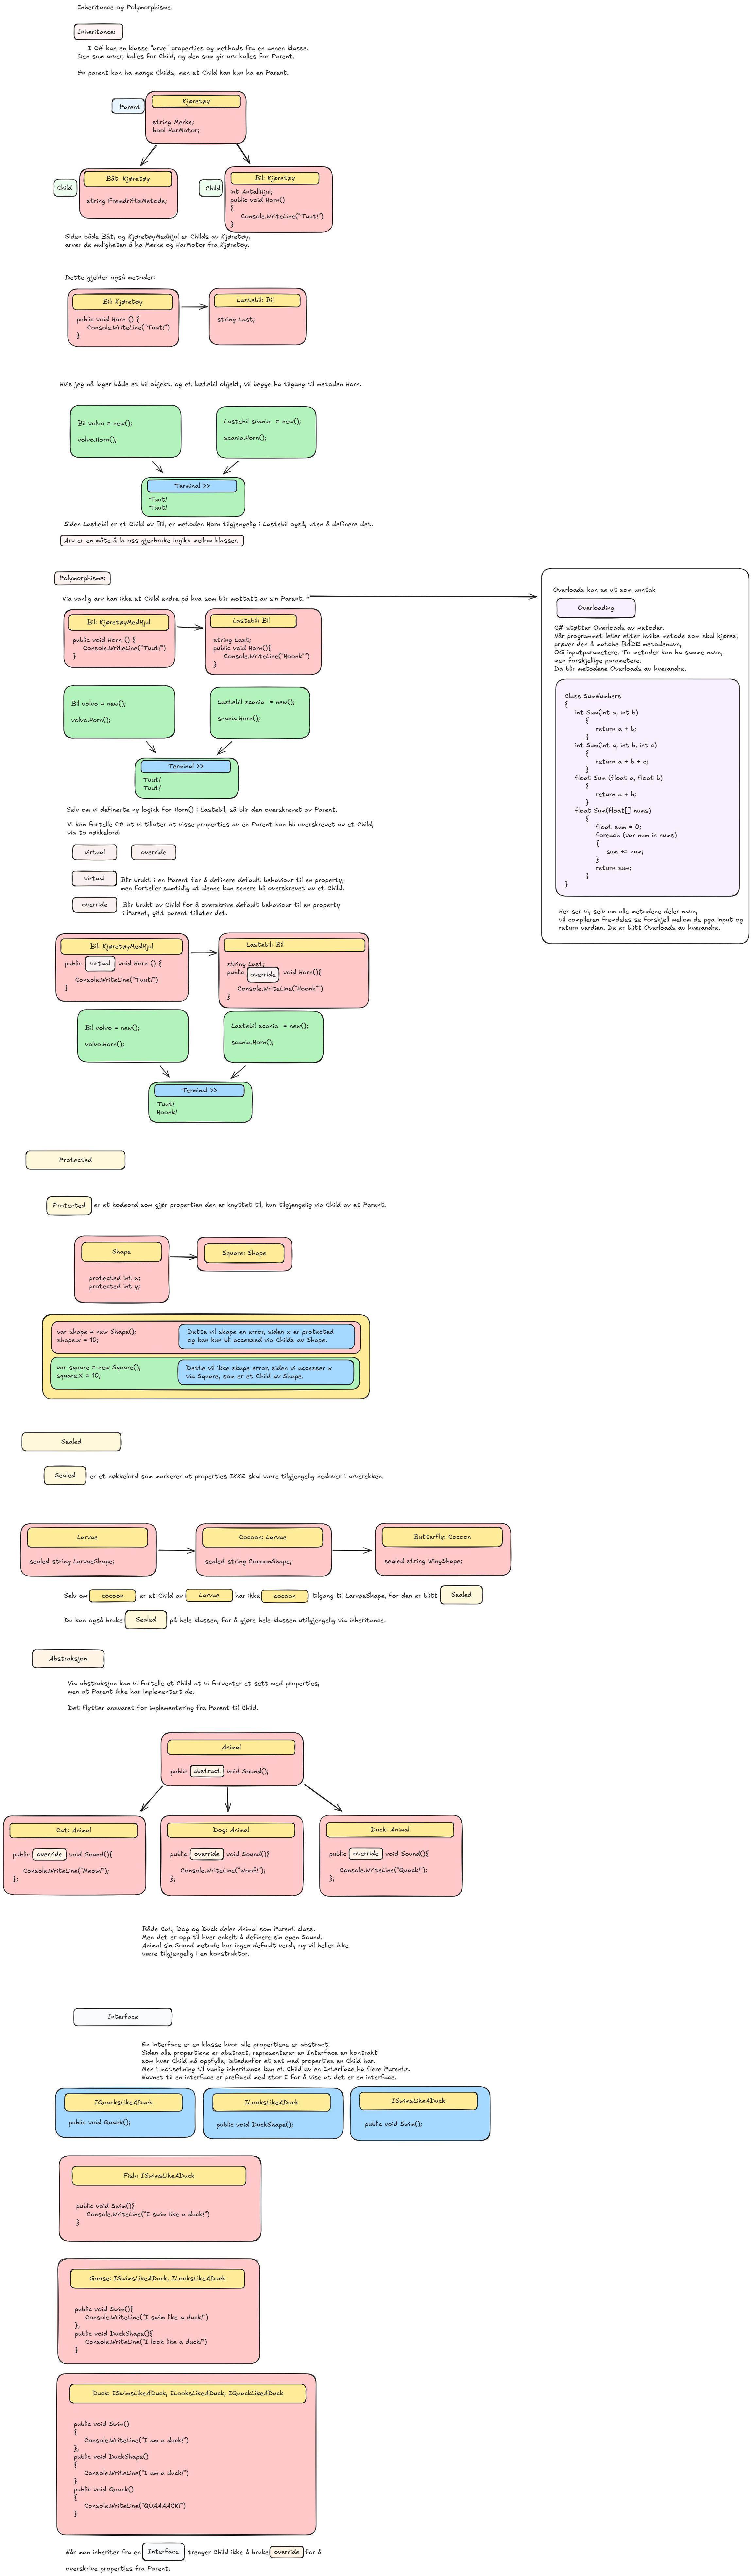 Inheritance og Polymorphisme.
Inheritance:
I C# kan en klasse "arve" properties og methods fra en annen klasse.
Den som arver, kalles for Child, og den som gir arv kalles for Parent.
En parent kan ha mange Childs, men et Child kan kun ha en Parent.
Parent
Kjøretøy
string Merke;
bool HarMotor;
Child
Båt: Kjøretøy
string FremdriftsMetode;
Child
Bil: Kjøretøy
int AntallHjul;
public void Horn()
{
Console.WriteLine("Tuut!")
}
Siden både Båt, og KjøretøyMedHjul er Childs av Kjøretøy,
arver de muligheten å ha Merke og HarMotor fra Kjøretøy.
Dette gjelder også metoder:
Bil: Kjøretøy
public void Horn () {
Console.WriteLine("Tuut!")
}
Lastebil: Bil
string Last;
Hvis jeg nå lager både et bil objekt, og et lastebil objekt, vil begge ha tilgang til metoden Horn.
Bil volvo = new();
volvo.Horn();
Lastebil scania = new();
scania.Horn();
Terminal >>
Tuut!
Tuut!
Siden Lastebil er et Child av Bil, er metoden Horn tilgjengelig i Lastebil også, uten å definere det.
Arv er en måte å la oss gjenbruke logikk mellom klasser.
Polymorphisme:
Via vanlig arv kan ikke et Child endre på hva som blir mottatt av sin Parent. *
Bil: KjøretøyMedHjul
public void Horn () {
Console.WriteLine("Tuut!")
}
Lastebil: Bil
string Last;
public void Horn(){
Console.WriteLine("Hoonk"")
}
Bil volvo = new();
volvo.Horn();
Lastebil scania = new();
scania.Horn();
Terminal >>
Tuut!
Tuut!
Selv om vi definerte ny logikk for Horn() i Lastebil, så blir den overskrevet av Parent.
Vi kan fortelle C# at vi tillater at visse properties av en Parent kan bli overskrevet av et Child,
via to nøkkelord:
virtual
override
virtual
Blir brukt i en Parent for å definere default behaviour til en property,
men forteller samtidig at denne kan senere bli overskrevet av et Child.
override
Blir brukt av Child for å overskrive default behaviour til en property
i Parent, gitt parent tillater det.
Bil: KjøretøyMedHjul
public virtual void Horn () {
Console.WriteLine("Tuut!")
}
Lastebil: Bil
string Last;
public override void Horn(){
Console.WriteLine("Hoonk"")
}
Bil volvo = new();
volvo.Horn();
Lastebil scania = new();
scania.Horn();
Terminal >>
Tuut!
Hoonk!
Overloads kan se ut som unntak
Overloading
C# støtter Overloads av metoder.
Når programmet leter etter hvilke metode som skal kjøres,
prøver den å matche BÅDE metodenavn,
OG inputparametere. To metoder kan ha samme navn,
men forskjellige parametere.
Da blir metodene Overloads av hverandre.
Class SumNumbers
{
int Sum(int a, int b)
{
return a + b;
}
int Sum(int a, int b, int c)
{
return a + b + c;
}
float Sum (float a, float b)
{
return a + b;
}
float Sum(float[] nums)
{
float sum = 0;
foreach (var num in nums)
{
sum += num;
}
return sum;
}
}
Her ser vi, selv om alle metodene deler navn,
vil compileren fremdeles se forskjell mellom de pga input og
return verdien. De er blitt Overloads av hverandre.
Protected
Protected er et kodeord som gjør propertien den er knyttet til, kun tilgjengelig via Child av et Parent.
Shape
protected int x;
protected int y;
Square: Shape
var shape = new Shape();
shape.x = 10;
Dette vil skape en error, siden x er protected
og kan kun bli accessed via Childs av Shape.
var square = new Square();
square.X = 10;
Dette vil ikke skape error, siden vi accesser x
via Square, som er et Child av Shape.
Sealed
Sealed er et nøkkelord som markerer at properties IKKE skal være tilgjengelig nedover i arverekken.
Larvae
sealed string LarvaeShape;
Cocoon: Larvae
sealed string CocoonShape;
Butterfly: Cocoon
sealed string WingShape;
Selv om cocoon er et Child av Larvae har ikke cocoon tilgang til LarvaeShape, for den er blitt Sealed
Du kan også bruke Sealed på hele klassen, for å gjøre hele klassen utilgjengelig via inheritance.
Abstraksjon
Via abstraksjon kan vi fortelle et Child at vi forventer et sett med properties,
men at Parent ikke har implementert de.
Det flytter ansvaret for implementering fra Parent til Child.
Animal
public abstract void Sound();
Cat: Animal
public override void Sound(){
Console.WriteLine("Meow!");
};
Dog: Animal
public override void Sound(){
Console.WriteLine("Woof!");
};
Duck: Animal
public override void Sound(){
Console.WriteLine("Quack!");
};
Både Cat, Dog og Duck deler Animal som Parent class.
Men det er opp til hver enkelt å definere sin egen Sound.
Animal sin Sound metode har ingen default verdi, og vil heller ikke
være tilgjengelig i en konstruktor.
Interface
En interface er en klasse hvor alle propertiene er abstract.
Siden alle propertiene er abstract, representerer en Interface en kontrakt
som hver Child må oppfylle, istedenfor et set med properties en Child har.
Men i motsetning til vanlig inheritance kan et Child av en Interface ha flere Parents.
Navnet til en interface er prefixed med stor I for å vise at det er en interface.
IQuacksLikeADuck
public void Quack();
ILooksLikeADuck
public void DuckShape();
ISwimsLikeADuck
public void Swim();
Fish: ISwimsLikeADuck
public void Swim(){
Console.WriteLine("I swim like a duck!")
}
Goose: ISwimsLikeADuck, ILooksLikeADuck
public void Swim(){
Console.WriteLine("I swim like a duck!")
},
public void DuckShape(){
Console.WriteLine("I look like a duck!")
}
Duck: ISwimsLikeADuck, ILooksLikeADuck, IQuackLikeADuck
public void Swim()
{
Console.WriteLine("I am a duck!")
},
public void DuckShape()
{
Console.WriteLine("I am a duck!")
}
public void Quack()
{
Console.WriteLine("QUAAAACK!")
}
Når man inheriter fra en Interface trenger Child ikke å bruke override for å
overskrive properties fra Parent.